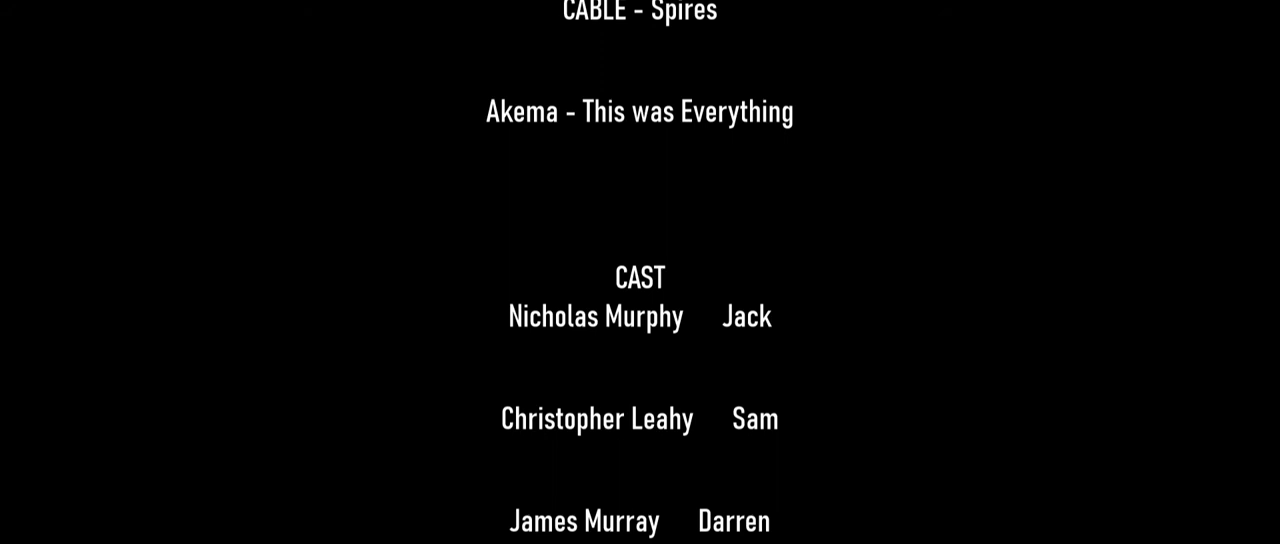 CABLE - Spires
Akema - This was Everything
CAST
Nicholas Murphy Jack
Christopher Leahy Sam
James Murray Darren